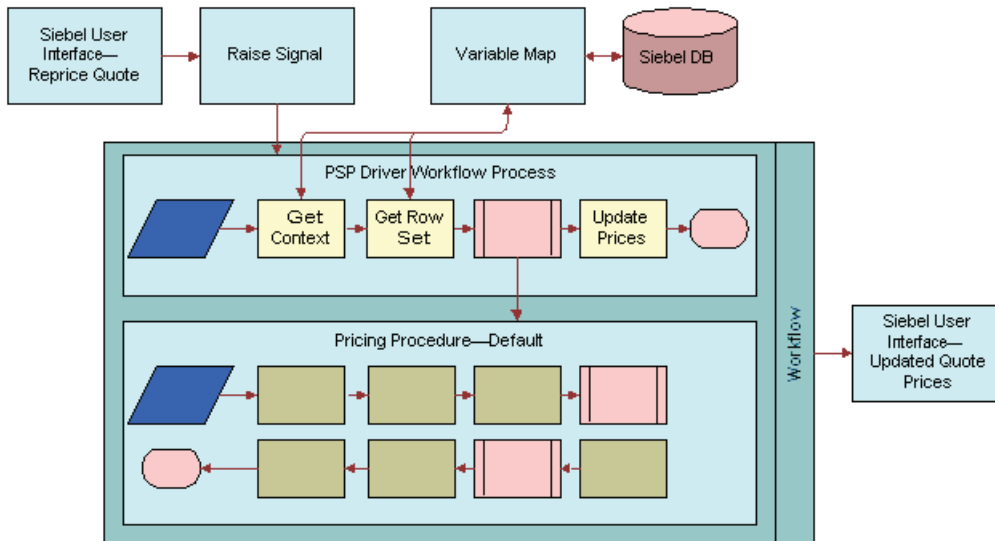 Siebel User
Interface—
Reprice Quote
Raise Signal
Variable Map
Siebel DB
PSP Driver Workflow Process
Get
Context
Get Row
Set
Update
Prices
Pricing Procedure—Default
Workflow
Siebel User
Interface—
Updated Quote
Prices